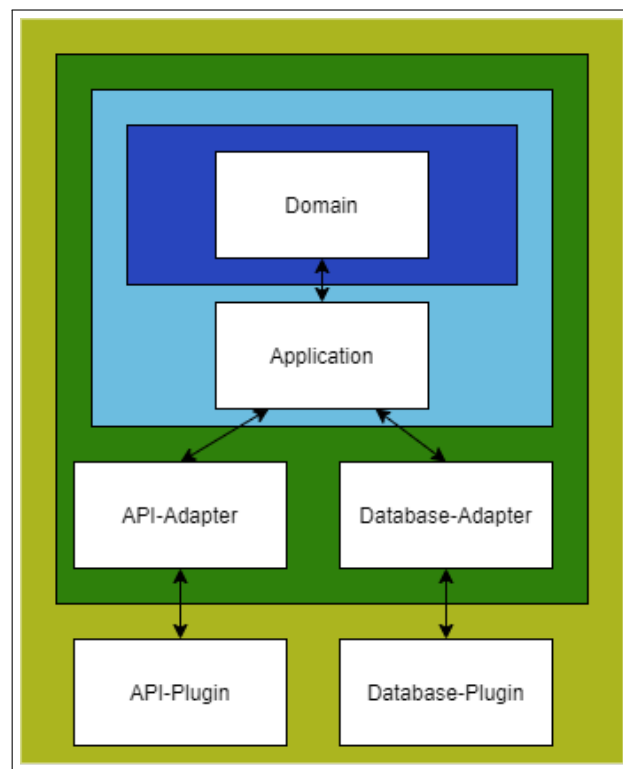 Domain
Application
API-Adapter
Database-Adapter
API-Plugin
Database-Plugin